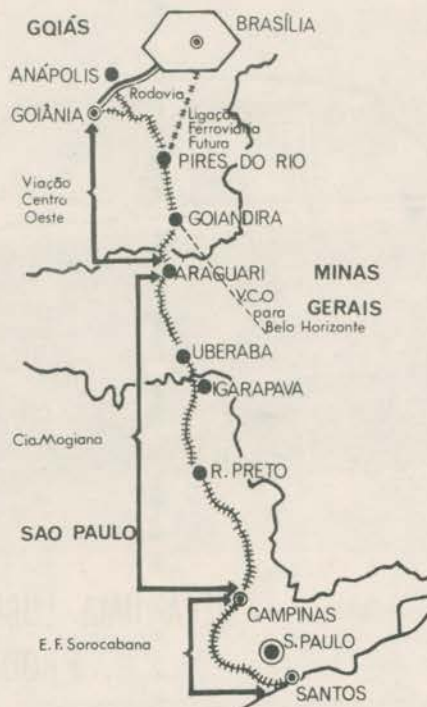 BRASÍLIA
GOIÁS
ANÁPOLIS
Rodovia
GOIÂNIA
Ligação
Ferroviária
Futura
PIRES DO RIO
Viação
Centro
Oeste
GOIANDIRA
ARAGUARI
MINAS
GERAIS
V.C.O
para
Belo Horizonte
UBERABA
IGARAPAVA
Cia.Mogiana
R. PRETO
SAO PAULO
CAMPINAS
E. F. Sorocabana
S. PAULO
SANTOS